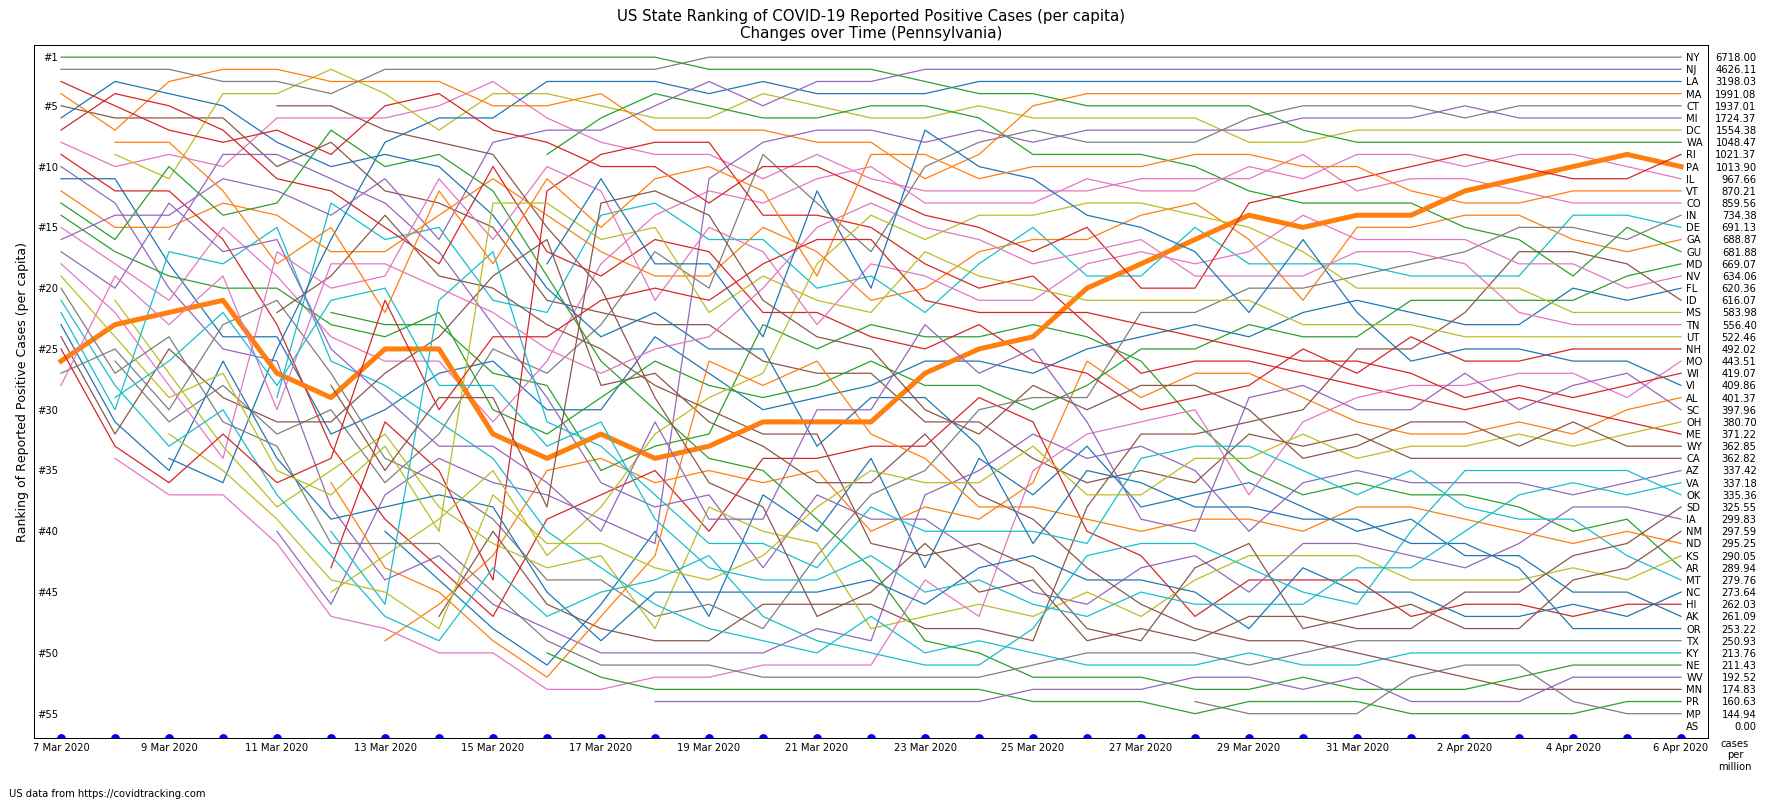 US State Ranking of COVID-19 Reported Positive Cases (per capita)
Changes over Time (Pennsylvania)
Ranking of Reported Positive Cases (per capita)
#1
#5
#10
#15
#20
#25
#30
#35
#40
#45
#50
#55
NY 6718.00
NJ 4626.11
LA 3198.03
MA 1991.08
CT 1937.01
MI 1724.37
DC 1554.38
WA 1048.47
RI 1021.37
PA 1013.90
IL 967.66
VT 870.21
CO 859.56
IN 734.38
DE 691.13
GA 688.87
GU 681.88
MD 669.07
NV 634.06
FL 620.36
ID 616.07
MS 583.98
TN 556.40
UT 522.46
NH 492.02
MO 443.51
WI 419.07
VI 409.86
AL 401.37
SC 397.96
OH 380.70
ME 371.22
WY 362.85
CA 362.82
AZ 337.42
VA 337.18
OK 335.36
SD 325.55
IA 299.83
NM 297.59
ND 295.25
KS 290.05
AR 289.94
MT 279.76
NC 273.64
HI 262.03
AK 261.09
OR 253.22
TX 250.93
KY 213.76
NE 211.43
WV 192.52
MN 174.83
PR 160.63
MP 144.94
AS 0.00
7 Mar 2020 9 Mar 2020 11 Mar 2020 13 Mar 2020 15 Mar 2020 17 Mar 2020 19 Mar 2020 21 Mar 2020 23 Mar 2020 25 Mar 2020 27 Mar 2020 29 Mar 2020 31 Mar 2020 2 Apr 2020 4 Apr 2020 6 Apr 2020
cases
per
million
US data from https://covidtracking.com